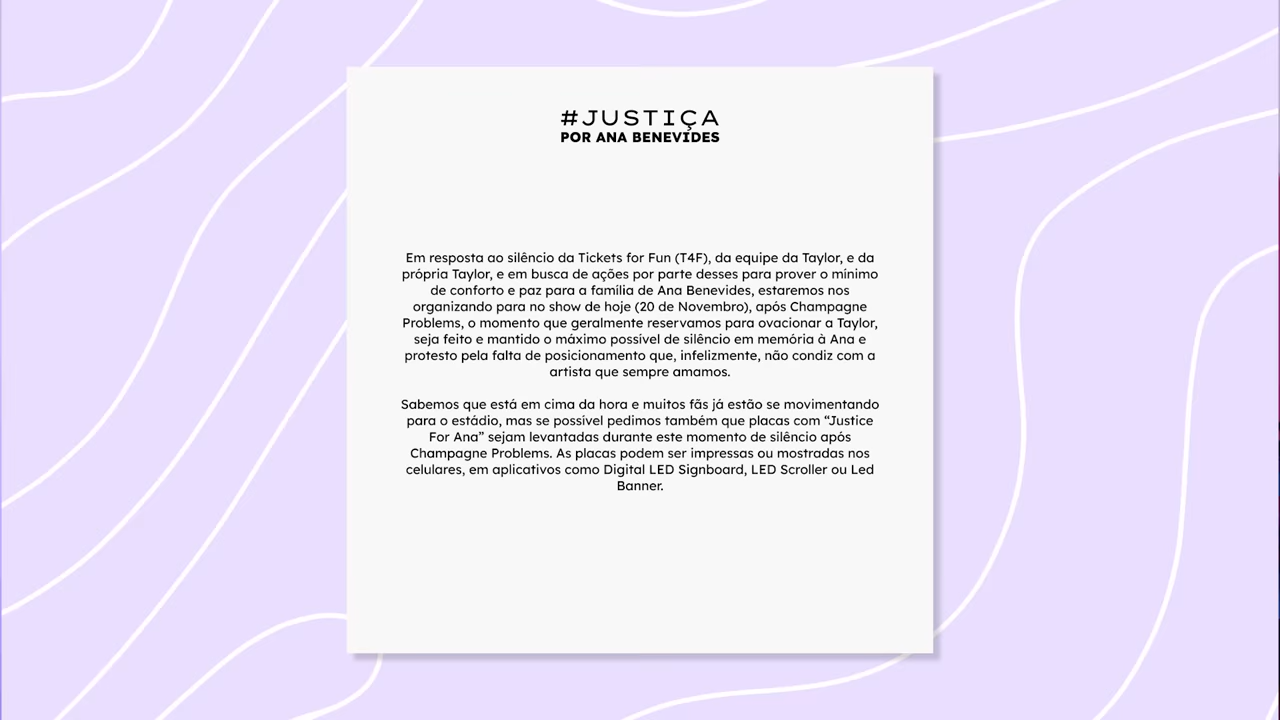 #JUSTIÇA
POR ANA BENEVIDES
Em resposta ao silêncio da Tickets for Fun (T4F), da equipe da Taylor, e da
própria Taylor, e em busca de ações por parte desses para prover o mínimo
de conforto e paz para a família de Ana Benevides, estaremos nos
organizando para no show de hoje (20 de Novembro), após Champagne
Problems, o momento que geralmente reservamos para ovacionar a Taylor,
seja feito e mantido o máximo possível de silêncio em memória à Ana e
protesto pela falta de posicionamento que, infelizmente, não condiz com a
artista que sempre amamos.
Sabemos que está em cima da hora e muitos fãs já estão se movimentando
para o estádio, mas se possível pedimos também que placas com “Justice
For Ana” sejam levantadas durante este momento de silêncio após
Champagne Problems. As placas podem ser impressas ou mostradas nos
celulares, em aplicativos como Digital LED Signboard, LED Scroller ou Led
Banner.